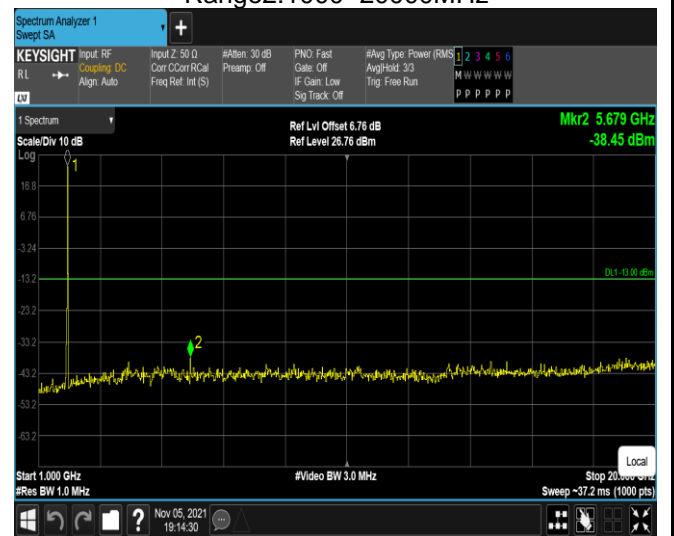 Range2:1000~20000MHz
Spectrum Analyzer 1
Swept SA
+
KEYSIGHT Input: RF Input Z: 50 Ω #Atten: 30 dB PNO: Fast #Avg Type: Power (RMS 1 2 3 4 5 6
RL Coupling: DC Corr CCorr RCal Preamp: Off Gate: Off Avg|Hold: 3/3 M W W W W W
Align: Auto Freq Ref: Int (S) IF Gain: Low Trig: Free Run
Sig Track: Off P P P P P P
LXI
1 Spectrum Ref Lvl Offset 6.76 dB Mkr2 5.679 GHz
Scale/Div 10 dB Ref Level 26.76 dBm -38.45 dBm
Log
1
16.8
6.76
-3.24
-13.2 DL1 -13.00 dBm
-23.2
-33.2
2
-43.2
-53.2
-63.2
Local
Start 1.000 GHz #Video BW 3.0 MHz Stop 20.
#Res BW 1.0 MHz Sweep ~37.2 ms (1000 pts)
? Nov 05, 2021
19:14:30